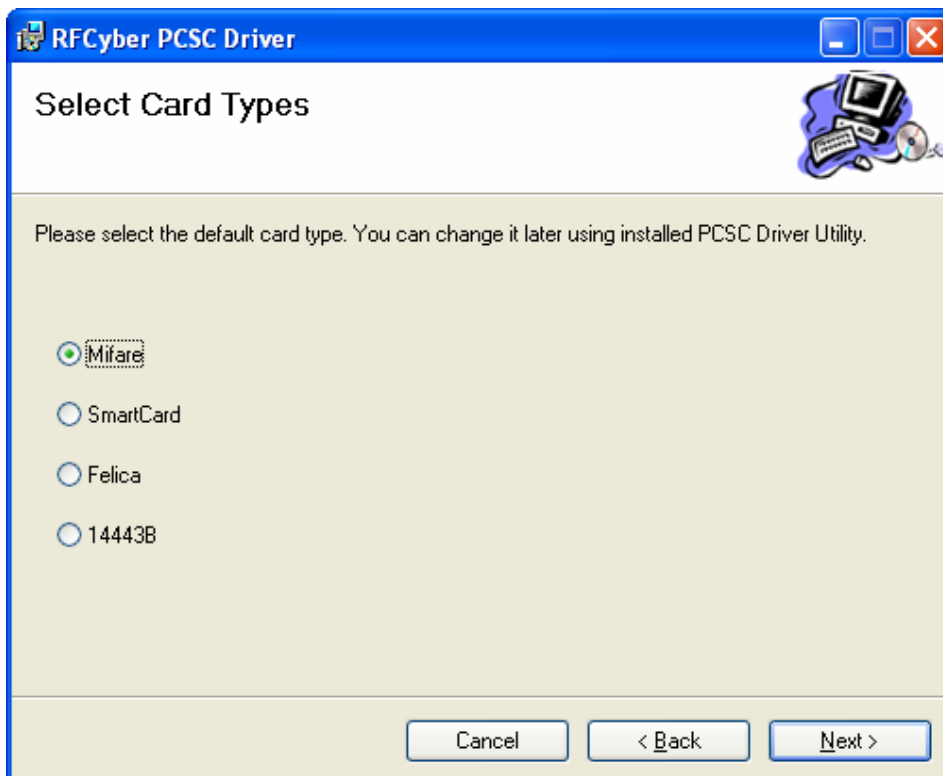 RFCyber PCSC Driver
Select Card Types
Please select the default card type. You can change it later using installed PCSC Driver Utility.
Mifare
SmartCard
Felica
14443B
Cancel
< Back
Next >